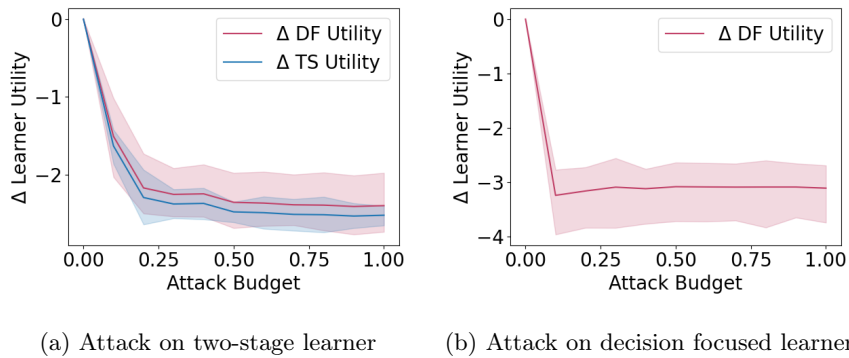 Δ Learner Utility
0
−1
−2
Δ DF Utility
Δ TS Utility
0.00 0.25 0.50 0.75 1.00
Attack Budget
(a) Attack on two-stage learner
Δ Learner Utility
0
−1
−2
−3
−4
Δ DF Utility
0.00 0.25 0.50 0.75 1.00
Attack Budget
(b) Attack on decision focused learner